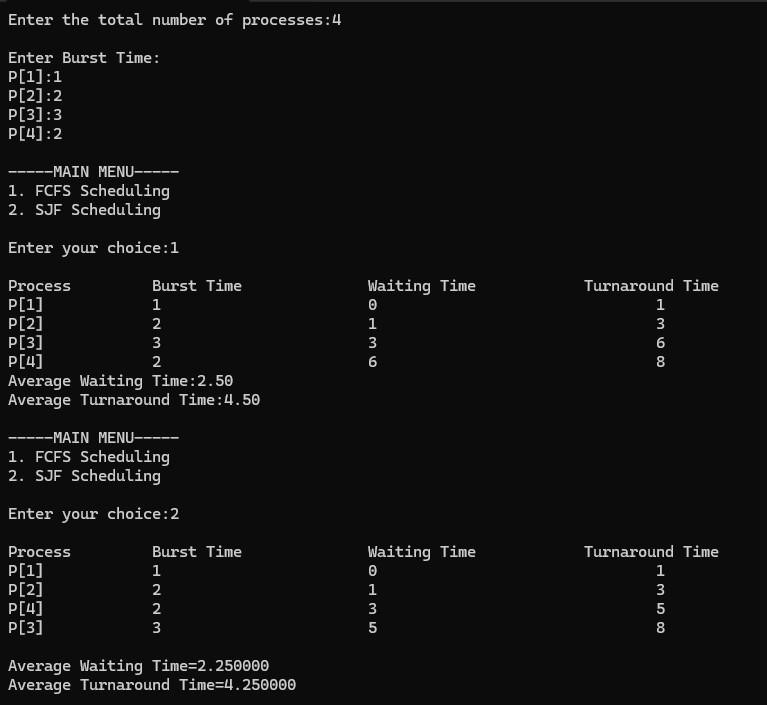 Enter the total number of processes:4
Enter Burst Time:
P[1]:1
P[2]:2
P[3]:3
P[4]:2
-----MAIN MENU-----
1. FCFS Scheduling
2. SJF Scheduling
Enter your choice:1
Process Burst Time Waiting Time Turnaround Time
P[1] 1 0 1
P[2] 2 1 3
P[3] 3 3 6
P[4] 2 6 8
Average Waiting Time:2.50
Average Turnaround Time:4.50
-----MAIN MENU-----
1. FCFS Scheduling
2. SJF Scheduling
Enter your choice:2
Process Burst Time Waiting Time Turnaround Time
P[1] 1 0 1
P[2] 2 1 3
P[4] 2 3 5
P[3] 3 5 8
Average Waiting Time=2.250000
Average Turnaround Time=4.250000